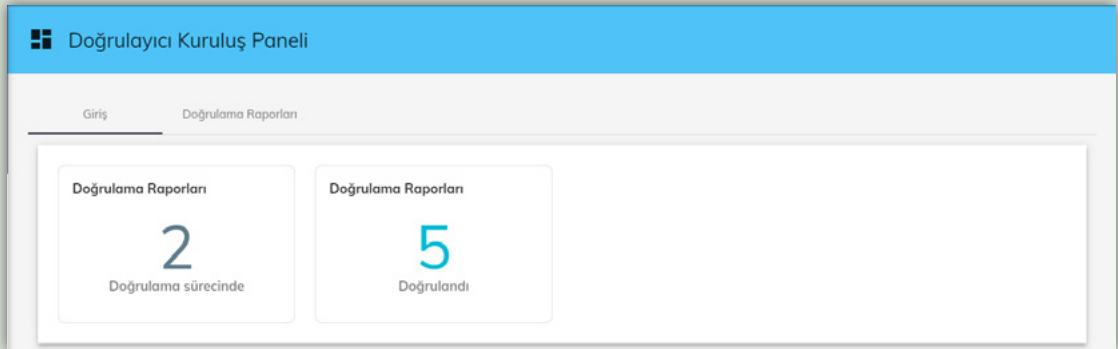 Doğrulayıcı Kuruluş Paneli
Giriş Doğrulama Raporları
Doğrulama Raporları Doğrulama Raporları
2 5
Doğrulama sürecinde Doğrulandı